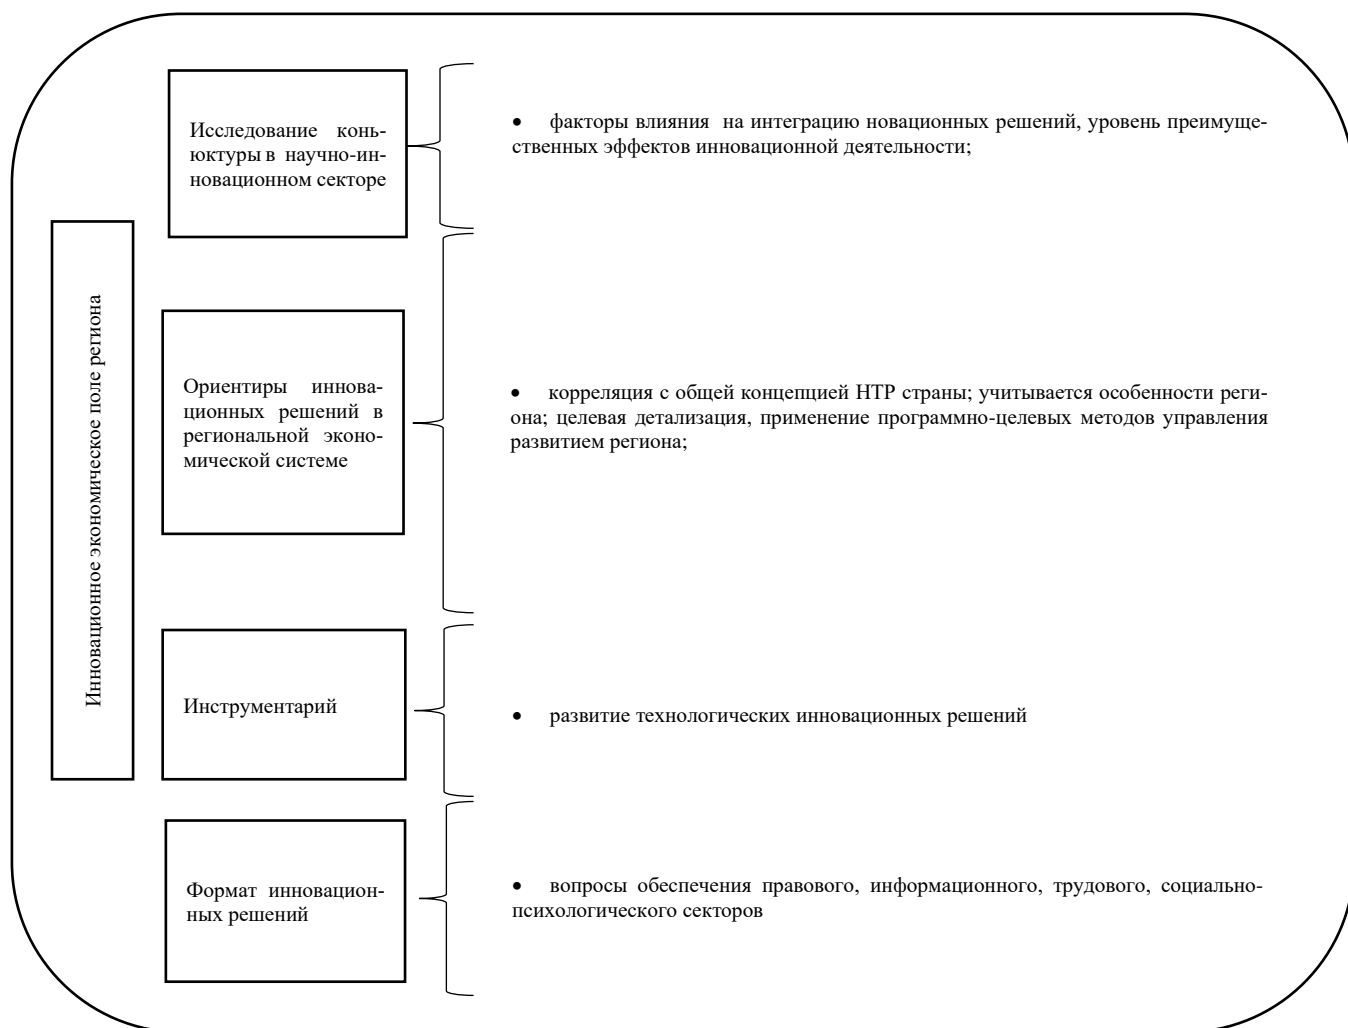 Инновационное экономическое поле региона
Исследование конь-
юктуры в научно-ин-
новационном секторе
• факторы влияния на интеграцию новационных решений, уровень преимуще-
ственных эффектов инновационной деятельности;
Ориентиры иннова-
ационных решений в
региональной эконо-
мической системе
• корреляция с общей концепцией НТР страны; учитывается особенности реги-
она; целевая детализация, применение программно-целевых методов управления
развитием региона;
Инструментарий
• развитие технологических инновационных решений
Формат инновацион-
ных решений
• вопросы обеспечения правового, информационного, трудового, социально-
психологического секторов